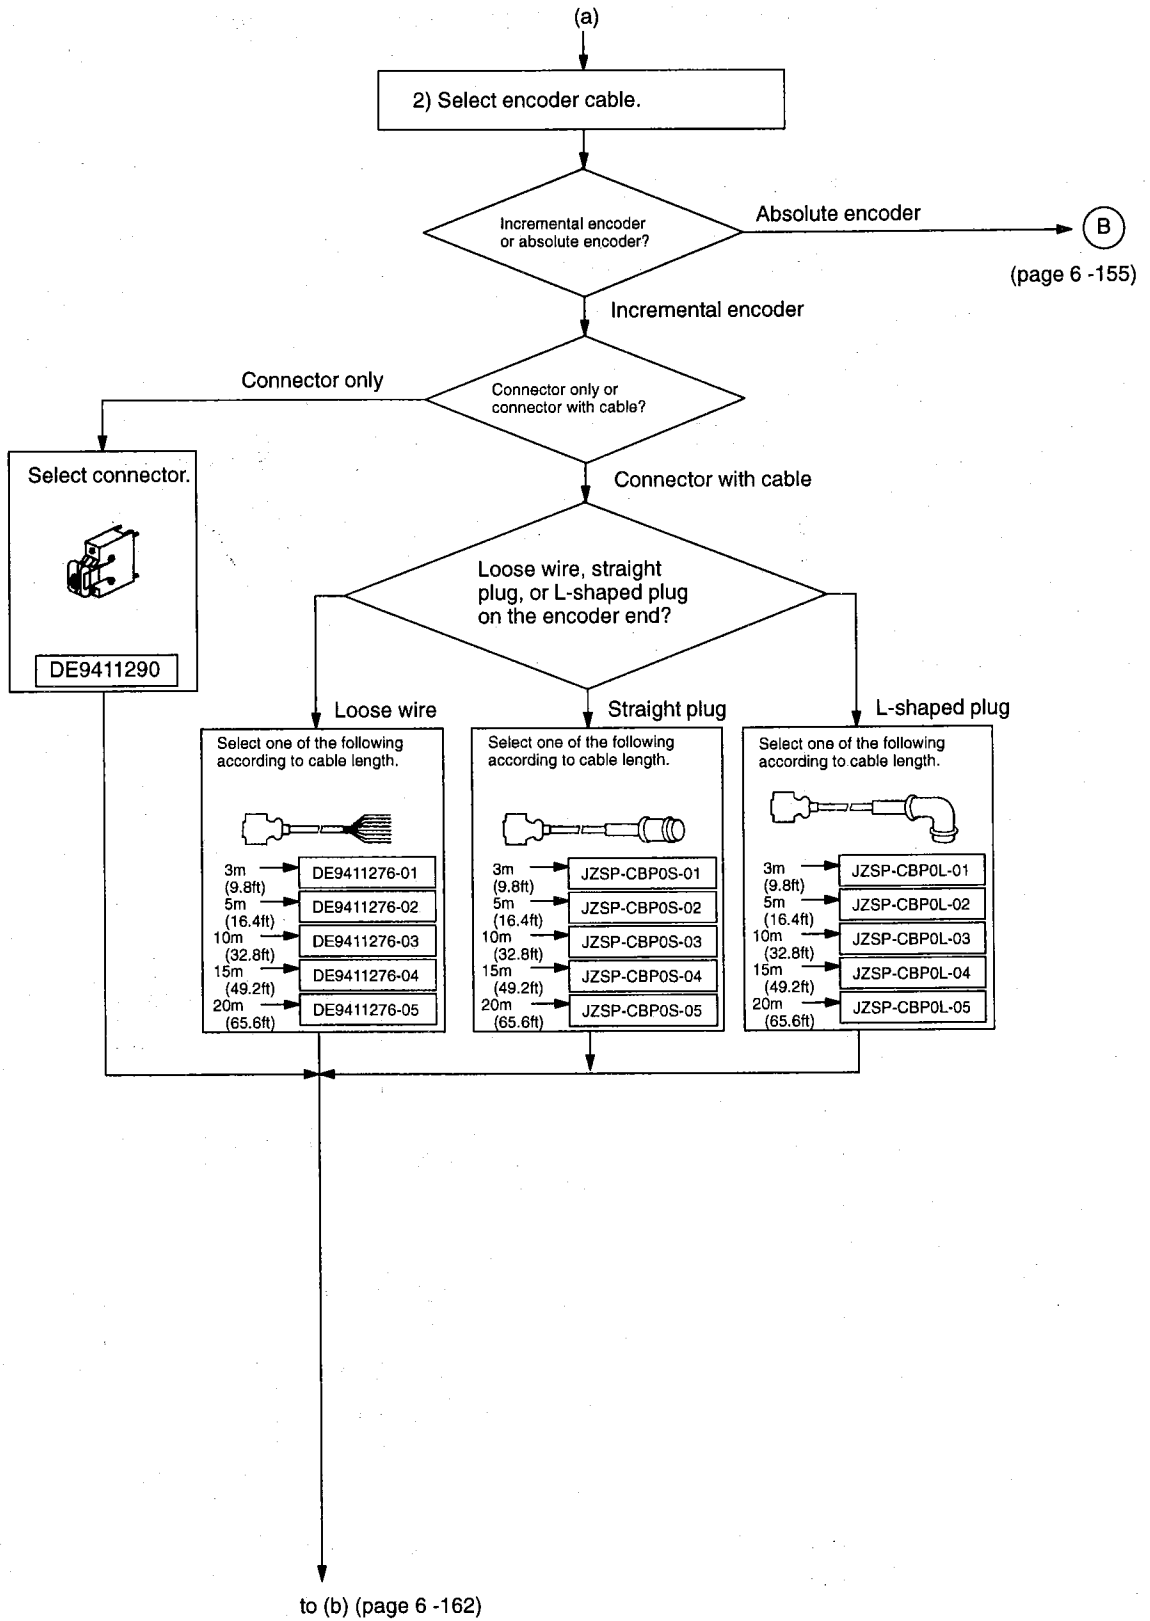 (a)
2) Select encoder cable.
Incremental encoder
or absolute encoder?
Absolute encoder
B
(page 6 -155)
Incremental encoder
Connector only
Connector only or
connector with cable?
Select connector.
DE9411290
Connector with cable
Loose wire, straight
plug, or L-shaped plug
on the encoder end?
Loose wire
Select one of the following
according to cable length.
3m
(9.8ft)
DE9411276-01
5m
(16.4ft)
DE9411276-02
10m
(32.8ft)
DE9411276-03
15m
(49.2ft)
DE9411276-04
20m
(65.6ft)
DE9411276-05
Straight plug
Select one of the following
according to cable length.
3m
(9.8ft)
JZSP-CBP0S-01
5m
(16.4ft)
JZSP-CBP0S-02
10m
(32.8ft)
JZSP-CBP0S-03
15m
(49.2ft)
JZSP-CBP0S-04
20m
(65.6ft)
JZSP-CBP0S-05
L-shaped plug
Select one of the following
according to cable length.
3m
(9.8ft)
JZSP-CBP0L-01
5m
(16.4ft)
JZSP-CBP0L-02
10m
(32.8ft)
JZSP-CBP0L-03
15m
(49.2ft)
JZSP-CBP0L-04
20m
(65.6ft)
JZSP-CBP0L-05
to (b) (page 6 -162)